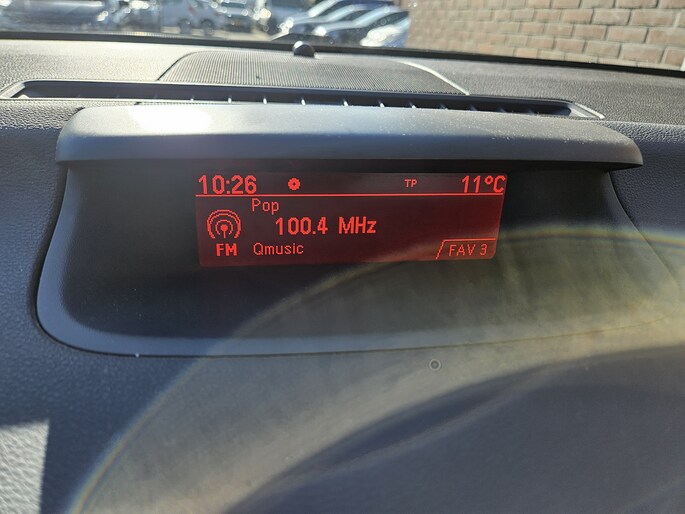 10:26 TP 11°C
Pop
100.4 MHz
FM Qmusic FAV 3